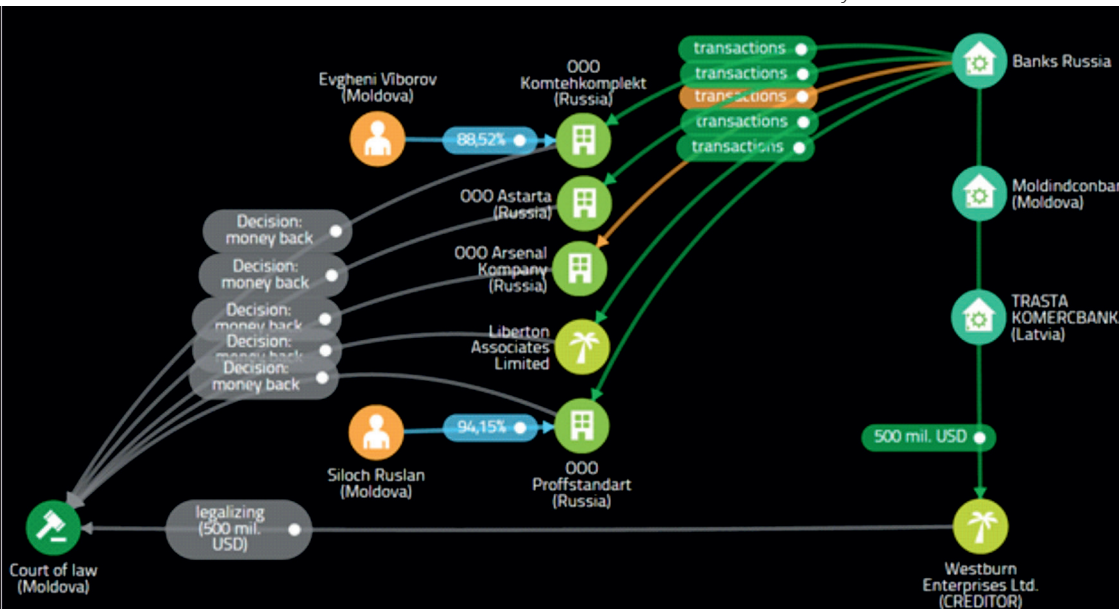 transactions
transactions
transactions
transactions
transactions
Banks Russia
Evgheni Viborov
(Moldova)
OOO
Komtehkomplekt
(Russia)
88,52%
Moldindconba
(Moldova)
OOO Astarta
(Russia)
Decision:
money back
Decision:
money back
Decision:
money back
Decision:
money back
Decision:
money back
OOO Arsenal
Kompany
(Russia)
TRASTA
KOMERCBANK
(Latvia)
Liberton
Associates
Limited
94,15%
500 mil. USD
Siloch Ruslan
(Moldova)
OOO
Proffstandart
(Russia)
legalizing
(500 mil.
USD)
Court of law
(Moldova)
Westburn
Enterprises Ltd.
(CREDITOR)